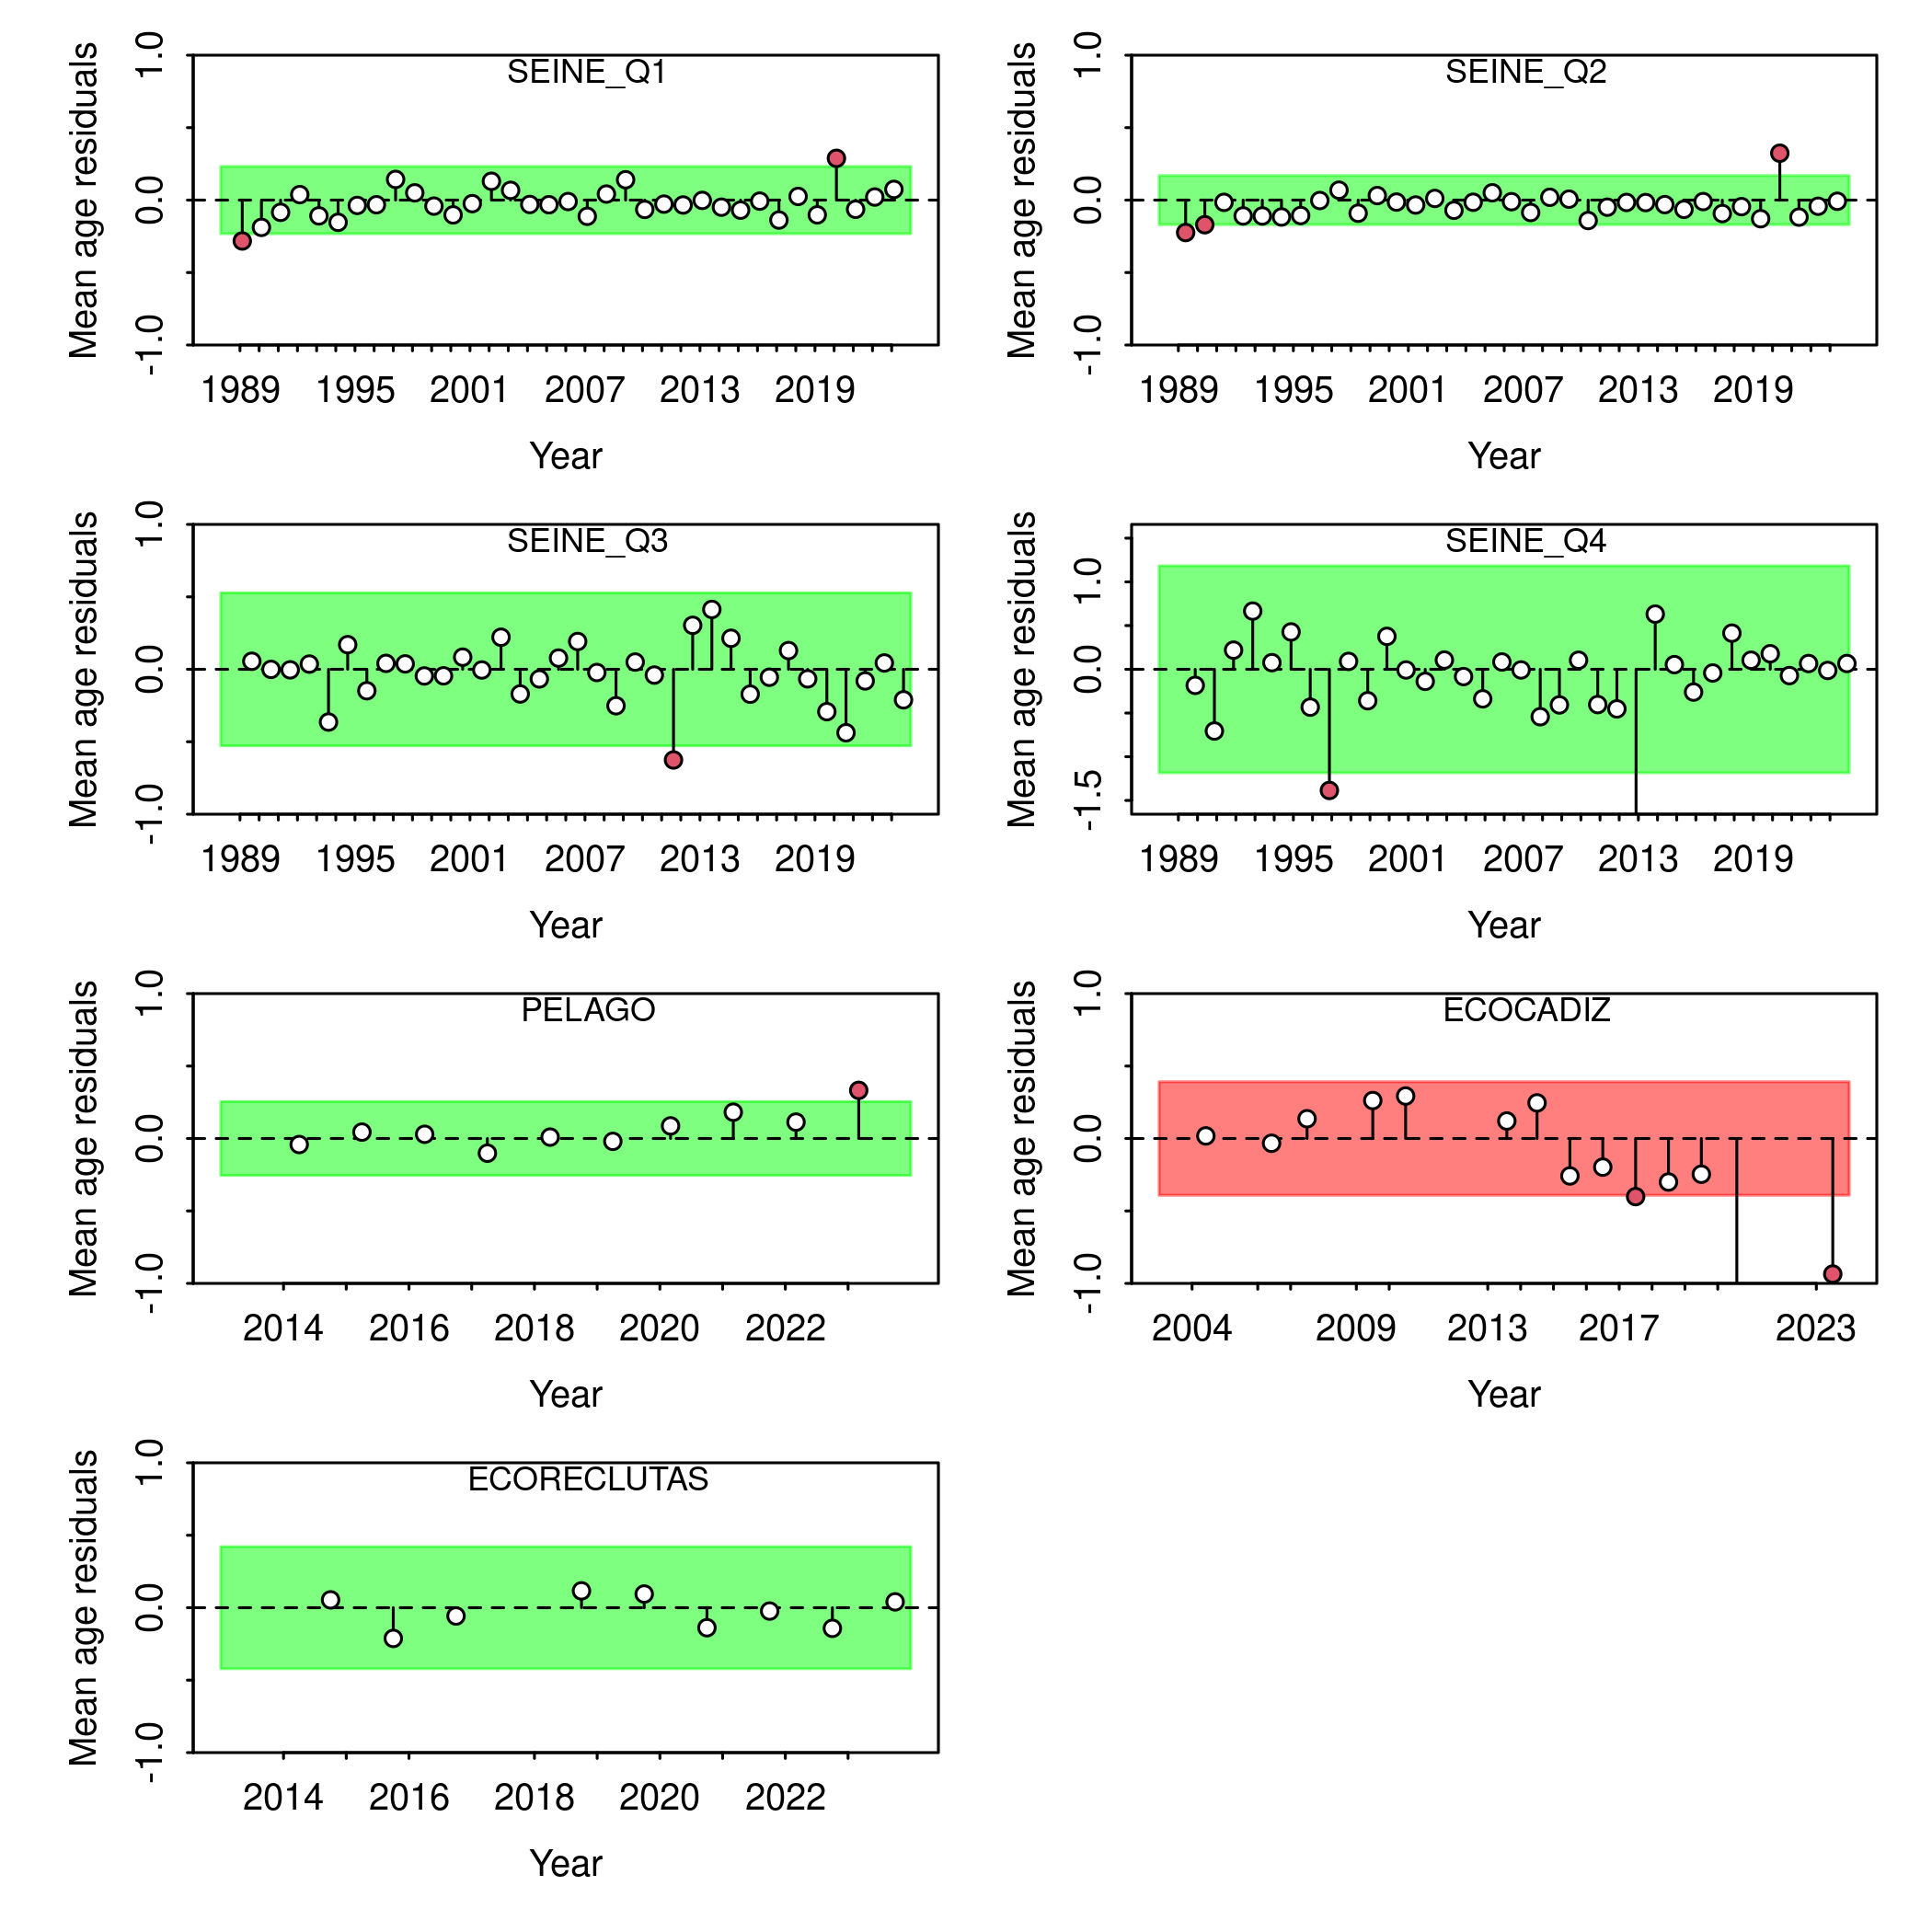 SEINE_Q1
Mean age residuals
1.0
0.0
-1.0
1989 1995 2001 2007 2013 2019
Year
SEINE_Q2
Mean age residuals
1.0
0.0
-1.0
1989 1995 2001 2007 2013 2019
Year
SEINE_Q3
Mean age residuals
1.0
0.0
-1.0
1989 1995 2001 2007 2013 2019
Year
SEINE_Q4
Mean age residuals
1.0
0.0
-1.5
1989 1995 2001 2007 2013 2019
Year
PELAGO
Mean age residuals
1.0
0.0
-1.0
2014 2016 2018 2020 2022
Year
ECOCADIZ
Mean age residuals
1.0
0.0
-1.0
2004 2009 2013 2017 2023
Year
ECORECLUTAS
Mean age residuals
1.0
0.0
-1.0
2014 2016 2018 2020 2022
Year